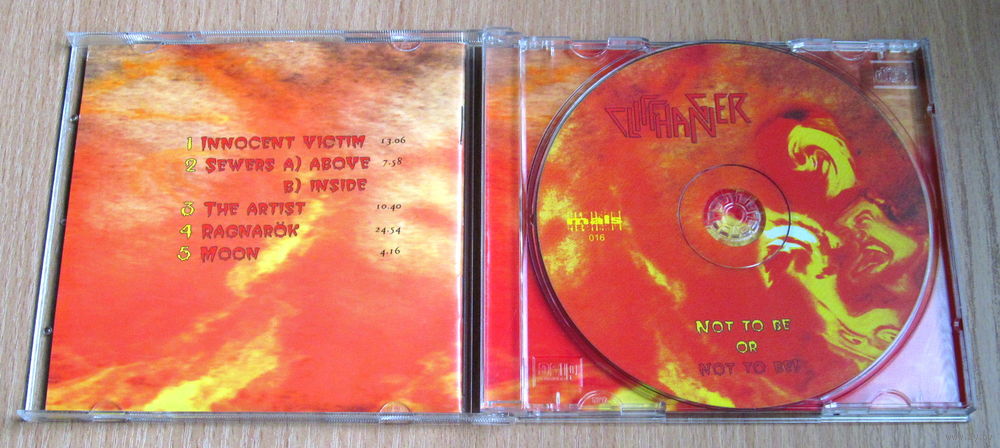 1 INNOCENT VICTIM 13.06
2 SEWERS A) ABOVE 7.58
B) INSIDE
3 THE ARTIST 10.40
4 RAGNARÖK 24.54
5 MOON 4.16
CLIFFHANGER
016
NOT TO BE
OR
NOT TO BE!